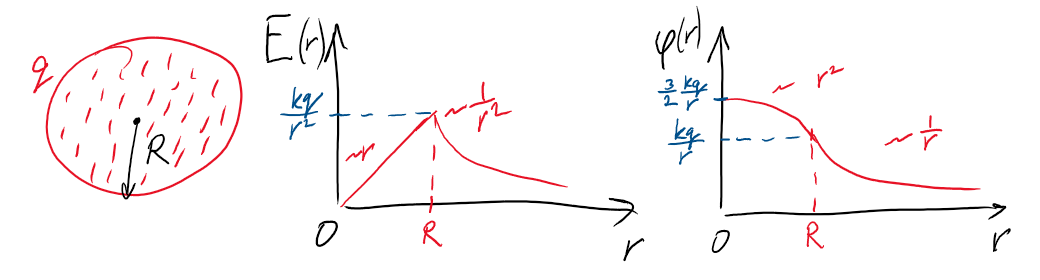 q
R
E(r)
kq/r²
~r
~ 1/r²
0
R
r
φ(r)
3/2 kq/r
kq/r
~ r²
~ 1/r
0
R
r